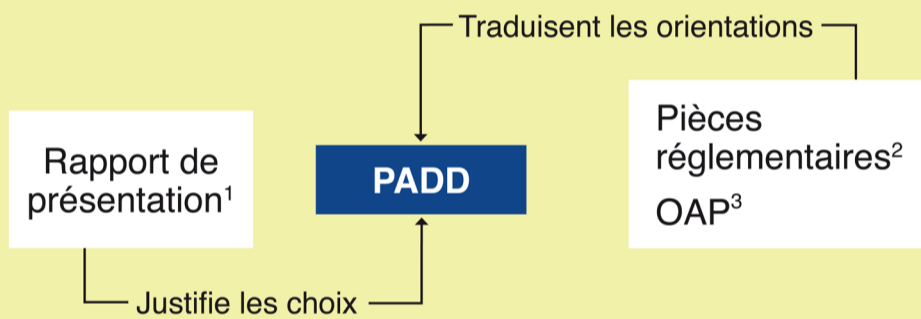 Traduisent les orientations
Rapport de
présentation¹
PADD
Pièces
réglementaires²
OAP³
Justifie les choix